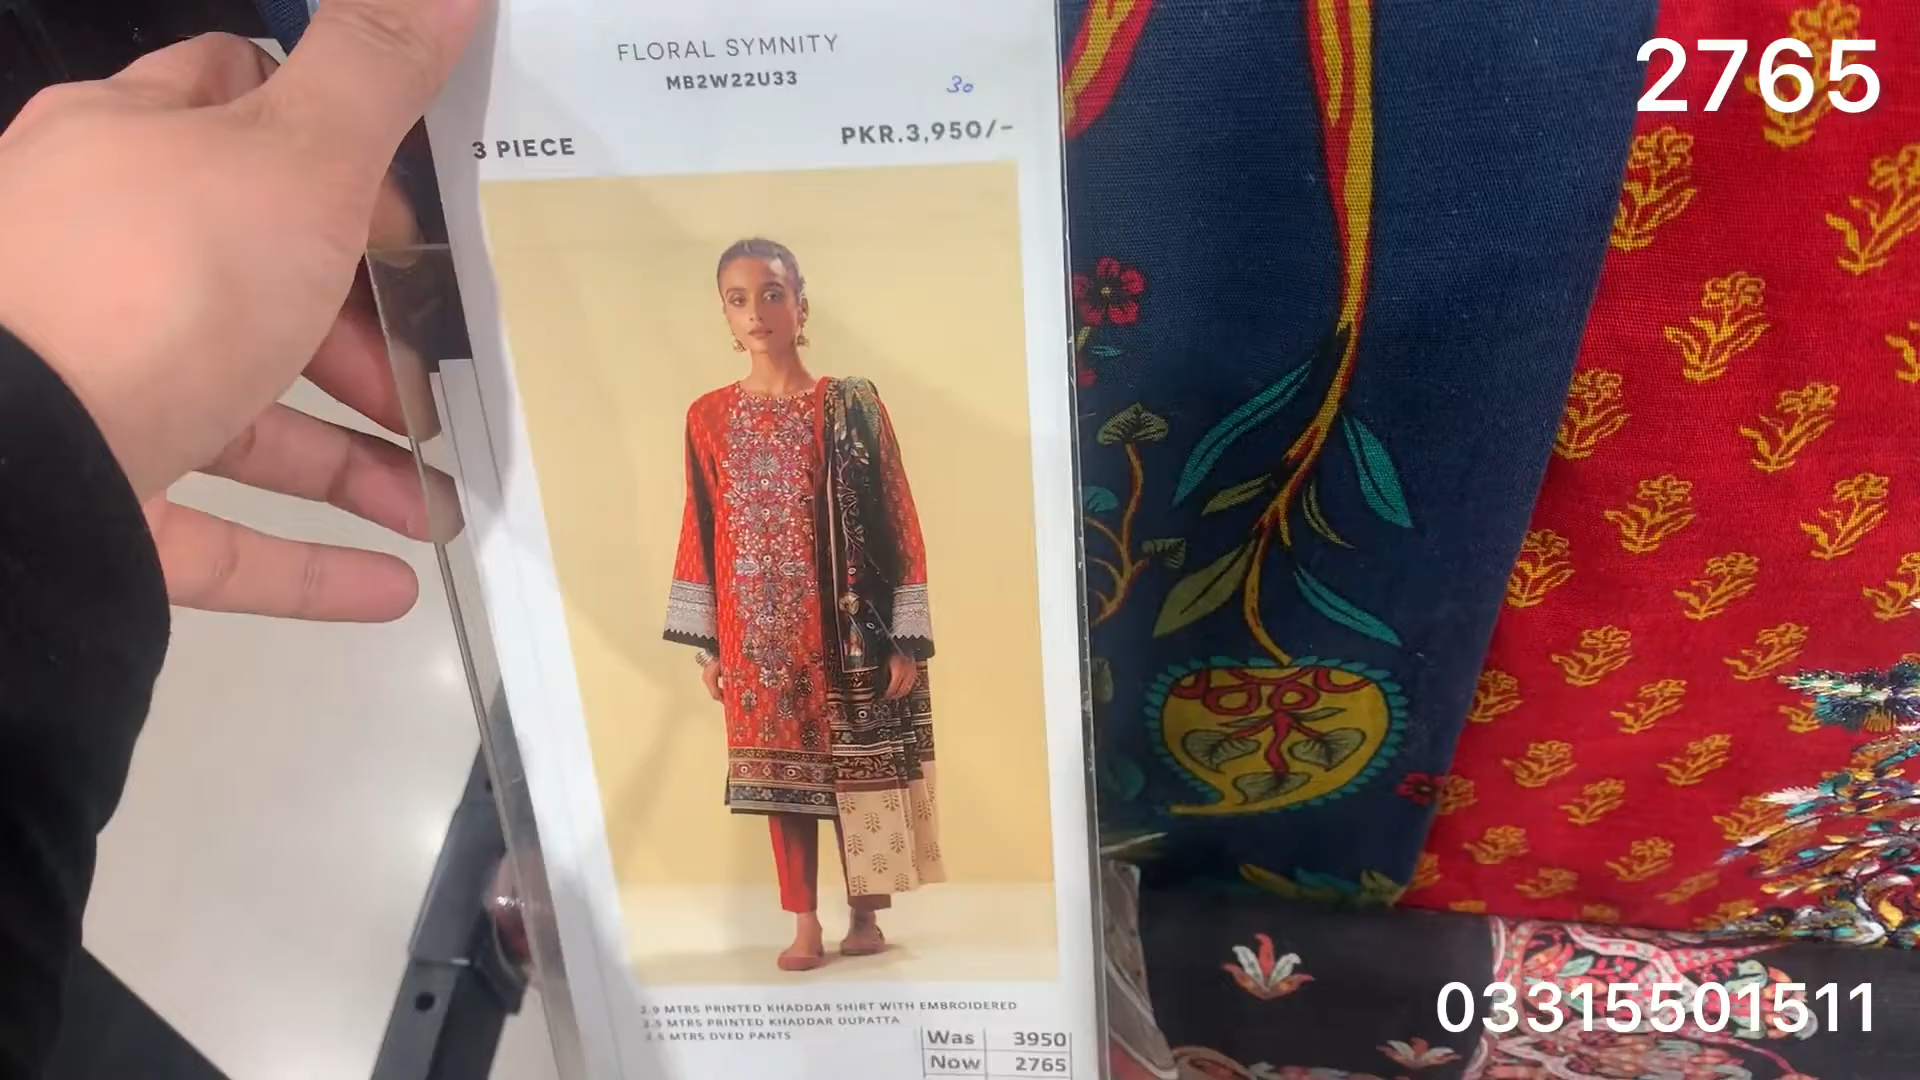 FLORAL SYMNITY
MB2W22U33
30
3 PIECE
PKR.3,950/-
2765
2.9 MTRS PRINTED KHADDAR SHIRT WITH EMBROIDERED
2.5 MTRS PRINTED KHADDAR DUPATTA
2.5 MTRS DYED PANTS
Was 3950
Now 2765
03315501511